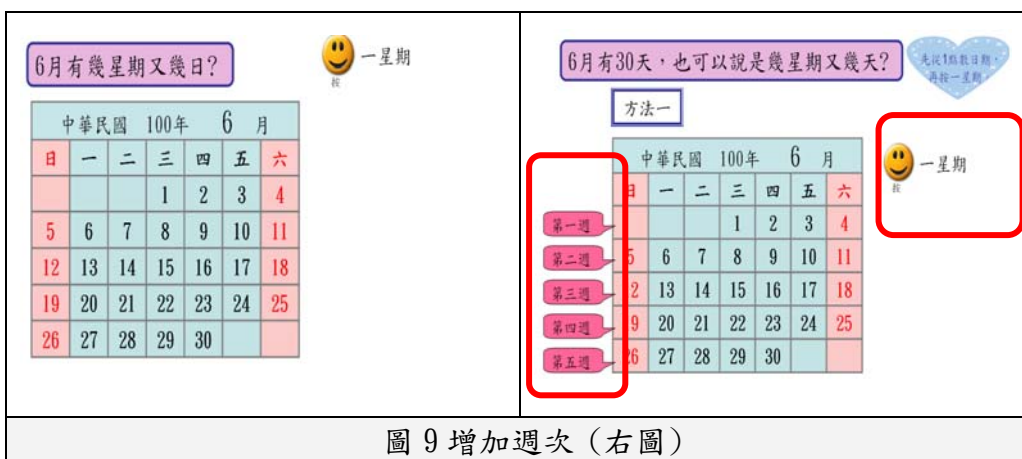 6月有幾星期又幾日?
一星期
按
中華民國 100年 6 月
日 一 二 三 四 五 六
1 2 3 4
5 6 7 8 9 10 11
12 13 14 15 16 17 18
19 20 21 22 23 24 25
26 27 28 29 30
6月有30天,也可以說是幾星期又幾天?
先從1點數日期,
再按一星期。
方法一
一星期
按
中華民國 100年 6 月
日 一 二 三 四 五 六
第一週 1 2 3 4
第二週 5 6 7 8 9 10 11
第三週 12 13 14 15 16 17 18
第四週 19 20 21 22 23 24 25
第五週 26 27 28 29 30
圖 9 增加週次(右圖)